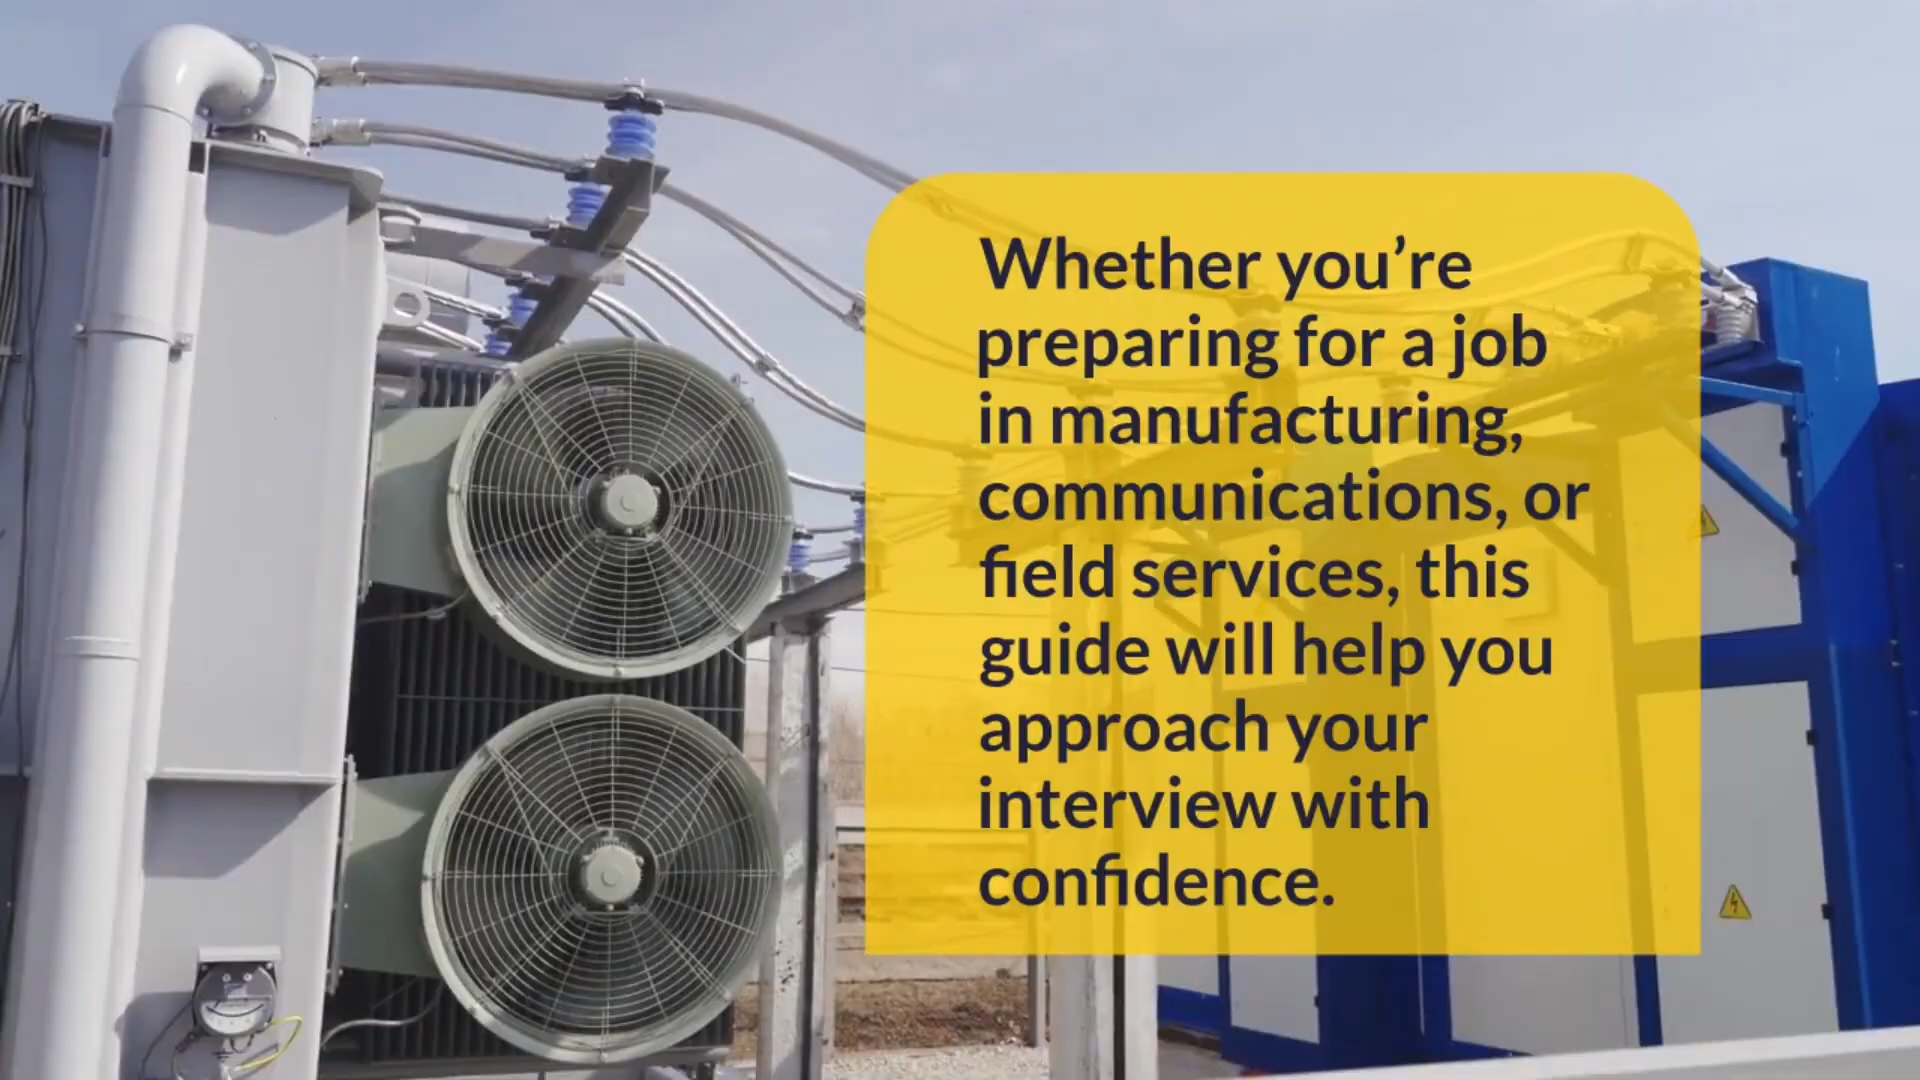 Whether you’re
preparing for a job
in manufacturing,
communications, or
field services, this
guide will help you
approach your
interview with
confidence.